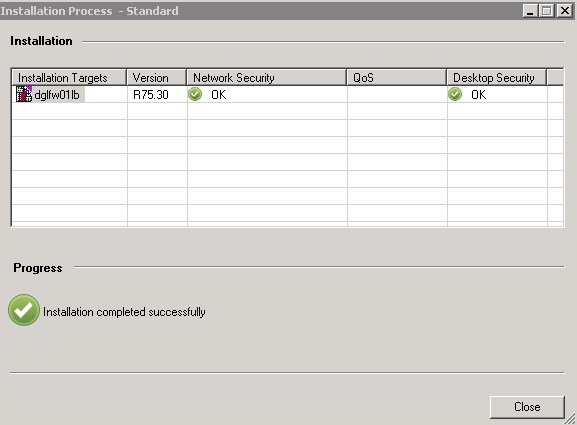 Installation Process - Standard
Installation
Installation Targets Version Network Security QoS Desktop Security
dglfw01lb R75.30 OK OK
Progress
Installation completed successfully
Close